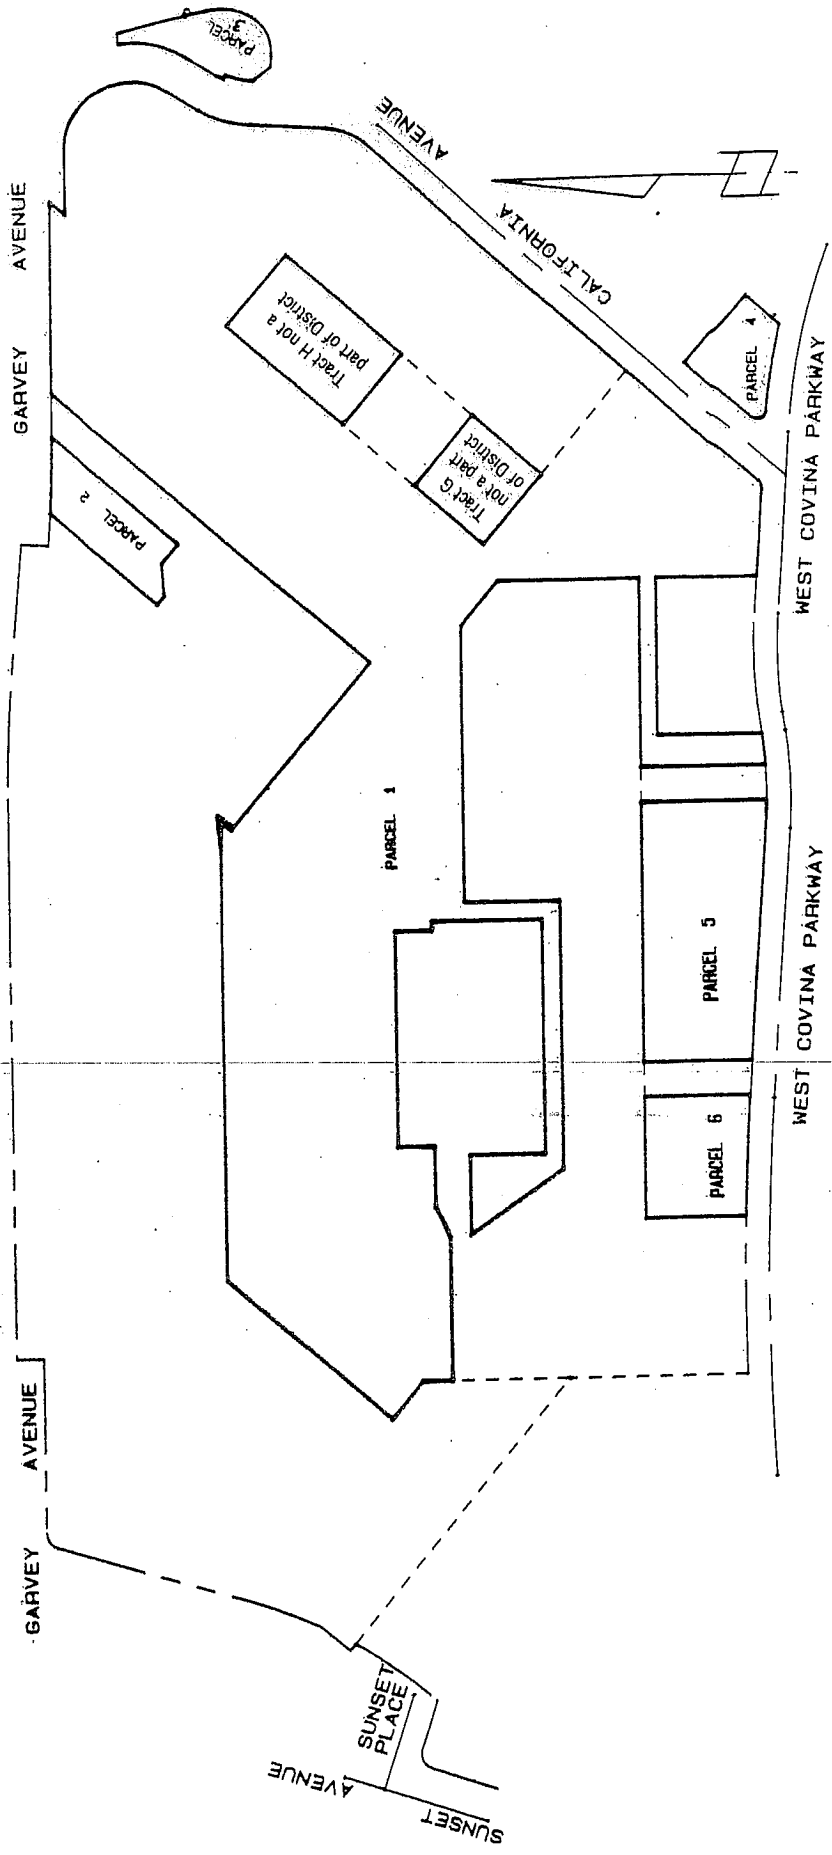 GARVEY AVENUE
GARVEY AVENUE
PARCEL
3
PARCEL 2
Tract H not a
part of District
Tract G
not a part
of District
CALIFORNIA AVENUE
PARCEL 4
PARCEL 1
PARCEL 5
PARCEL 6
WEST COVINA PARKWAY
WEST COVINA PARKWAY
SUNSET
PLACE
SUNSET AVENUE
N